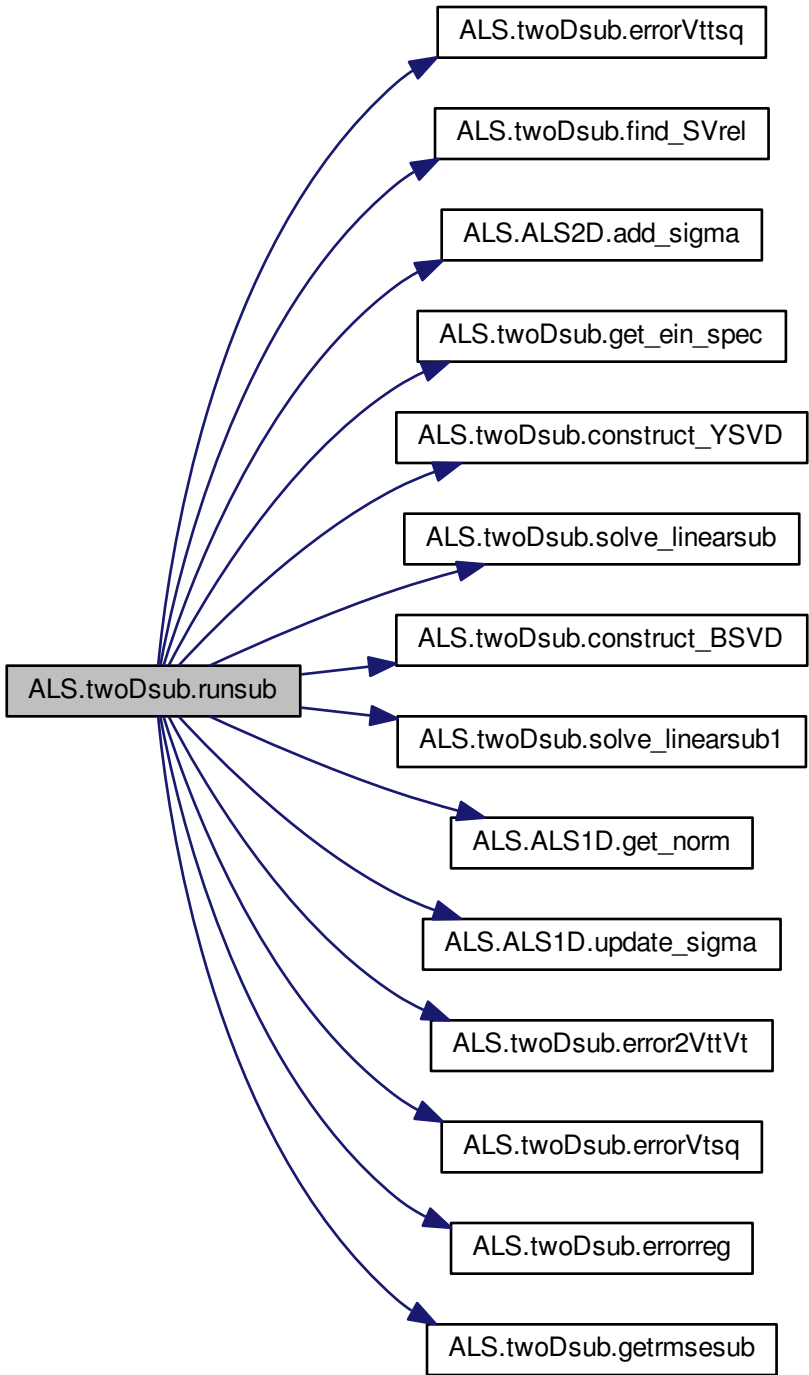 ALS.twoDsub.errorVttsq
ALS.twoDsub.find_SVrel
ALS.ALS2D.add_sigma
ALS.twoDsub.get_ein_spec
ALS.twoDsub.construct_YSVD
ALS.twoDsub.solve_linearsub
ALS.twoDsub.construct_BSVD
ALS.twoDsub.runsub
ALS.twoDsub.solve_linearsub1
ALS.ALS1D.get_norm
ALS.ALS1D.update_sigma
ALS.twoDsub.error2VttVt
ALS.twoDsub.errorVtsq
ALS.twoDsub.errorreg
ALS.twoDsub.getrmsesub